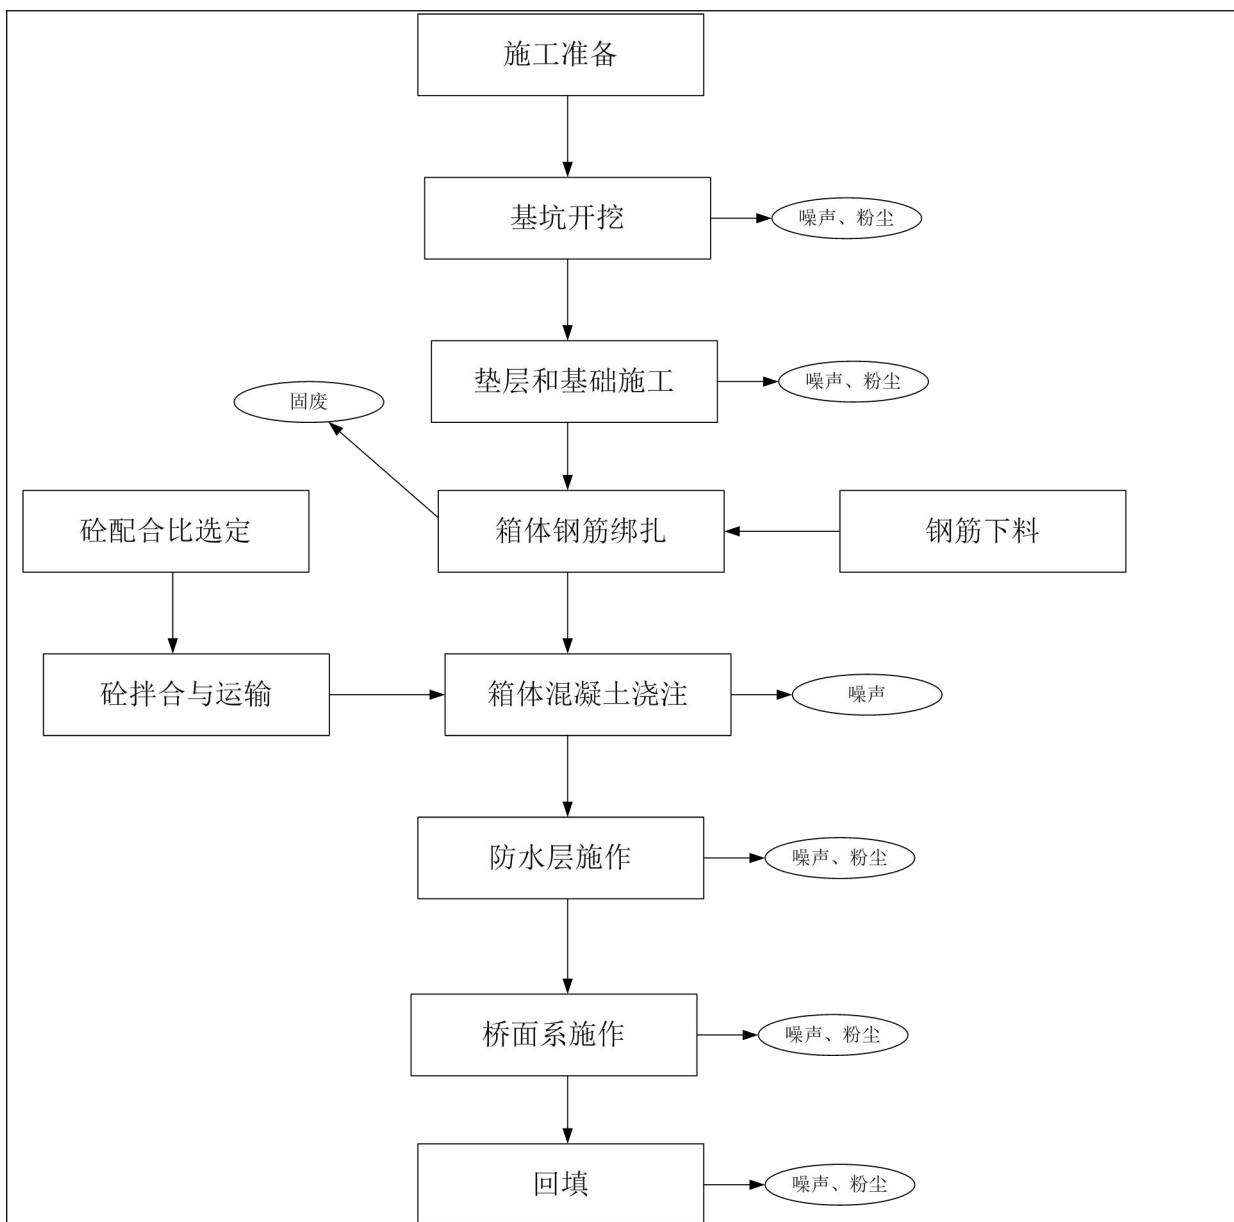 施工准备
基坑开挖
噪声、粉尘
垫层和基础施工
噪声、粉尘
固废
砼配合比选定
箱体钢筋绑扎
钢筋下料
砼拌合与运输
箱体混凝土浇注
噪声
防水层施作
噪声、粉尘
桥面系施作
噪声、粉尘
回填
噪声、粉尘